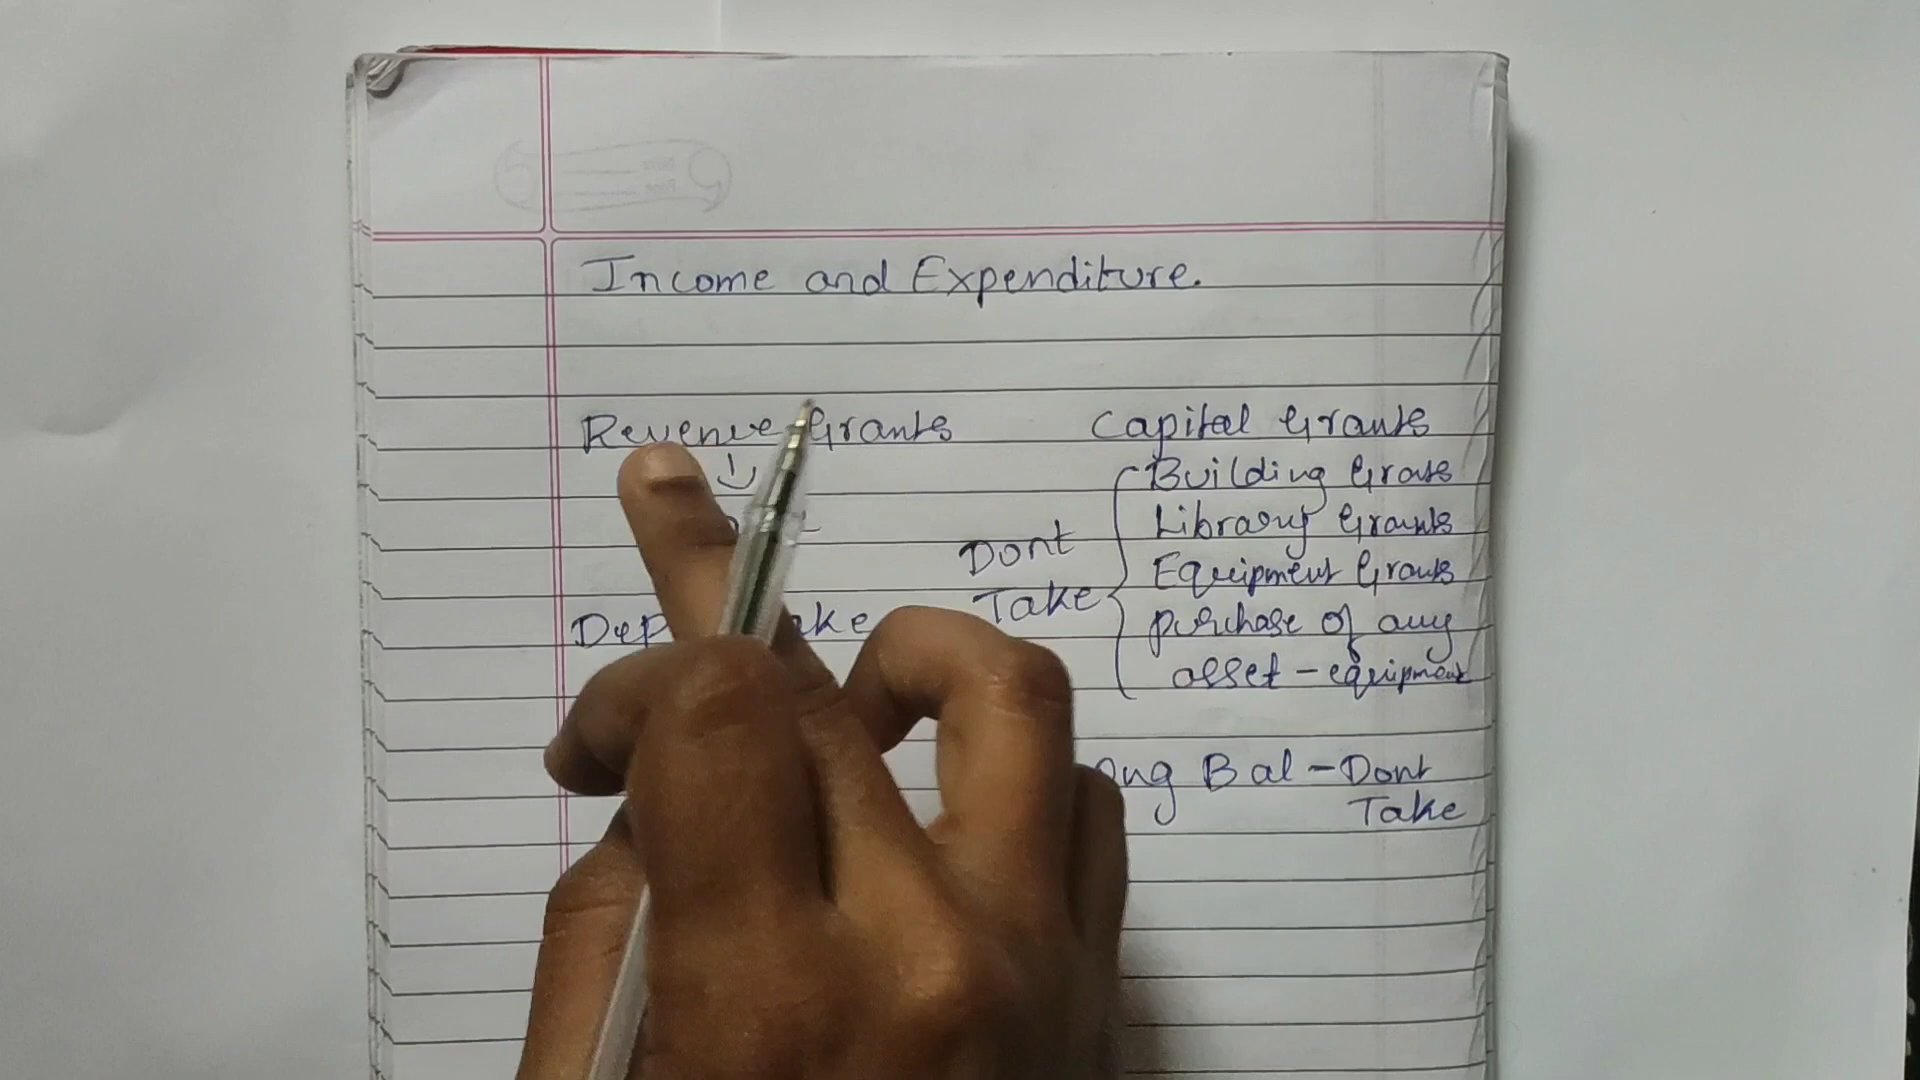 Income and Expenditure.
Revenue Grants
Capital Grants
Building Grants
Library Grants
Dont
Take
Equipment Grants
purchase of any
asset - equipment
Bal - Dont
Take